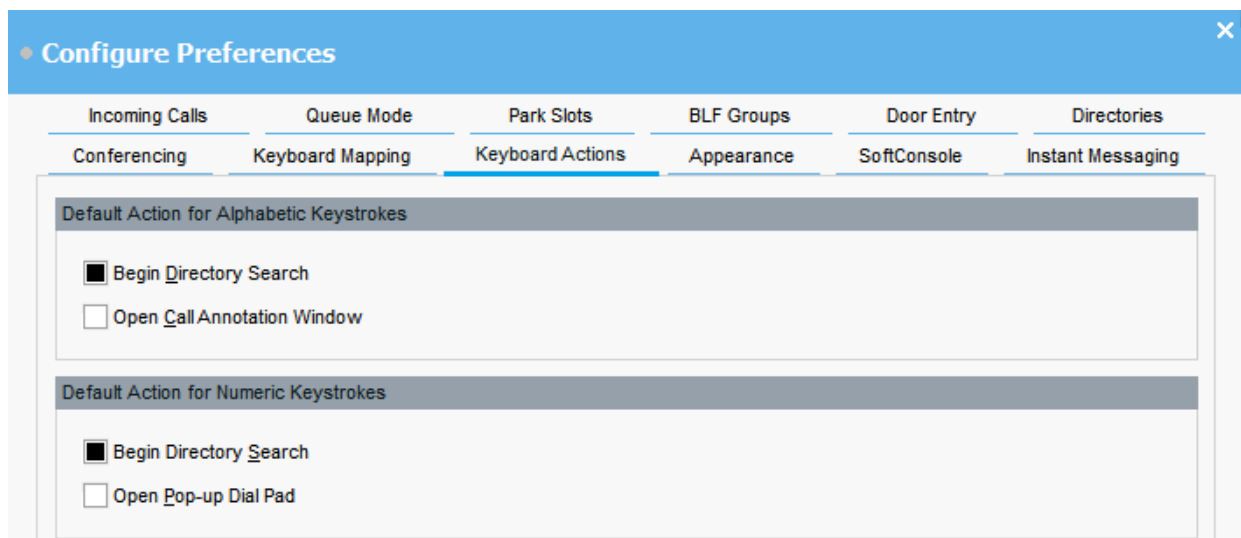 Configure Preferences
Incoming Calls Queue Mode Park Slots BLF Groups Door Entry Directories
Conferencing Keyboard Mapping Keyboard Actions Appearance SoftConsole Instant Messaging
Default Action for Alphabetic Keystrokes
Begin Directory Search
Open Call Annotation Window
Default Action for Numeric Keystrokes
Begin Directory Search
Open Pop-up Dial Pad